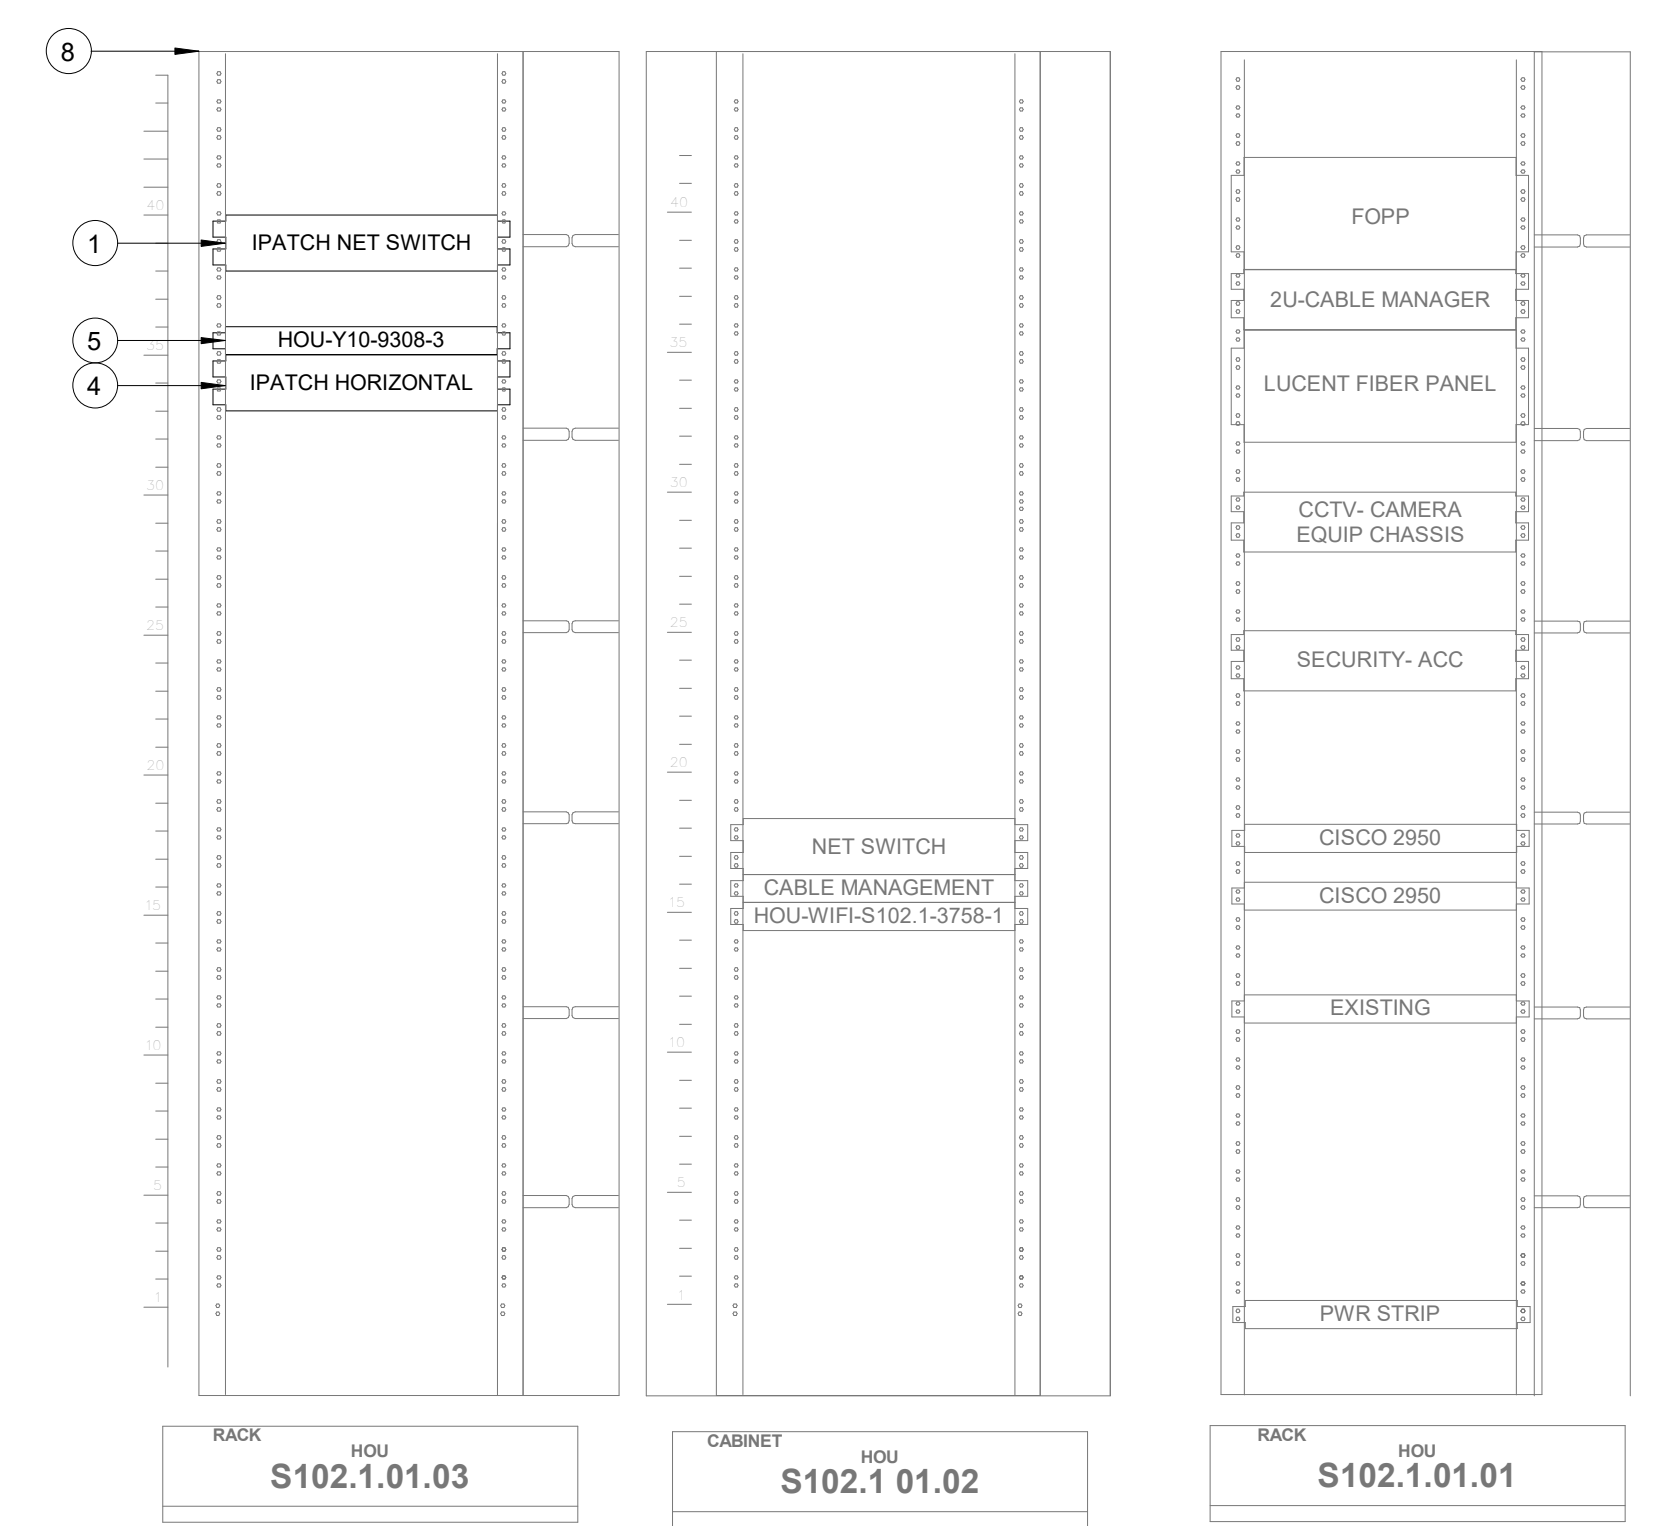 8
40
1
IPATCH NET SWITCH
5
HOU-Y10-9308-3
35
4
IPATCH HORIZONTAL
30
25
20
15
10
5
1
RACK
HOU
S102.1.01.03
40
35
30
25
20
NET SWITCH
CABLE MANAGEMENT
15
HOU-WIFI-S102.1-3758-1
10
5
1
CABINET
HOU
S102.1 01.02
FOPP
2U-CABLE MANAGER
LUCENT FIBER PANEL
CCTV- CAMERA
EQUIP CHASSIS
SECURITY- ACC
CISCO 2950
CISCO 2950
EXISTING
PWR STRIP
RACK
HOU
S102.1.01.01